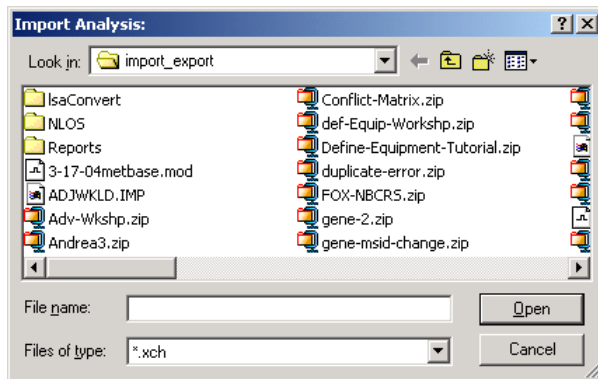 Import Analysis:
Look in: import_export
lsaConvert
NLOS
Reports
3-17-04metbase.mod
ADJWKLD.IMP
Adv-Wkshp.zip
Andrea3.zip
Conflict-Matrix.zip
def-Equip-Workshp.zip
Define-Equipment-Tutorial.zip
duplicate-error.zip
FOX-NBCRS.zip
gene-2.zip
gene-msid-change.zip
File name:
Open
Files of type: *.xch
Cancel